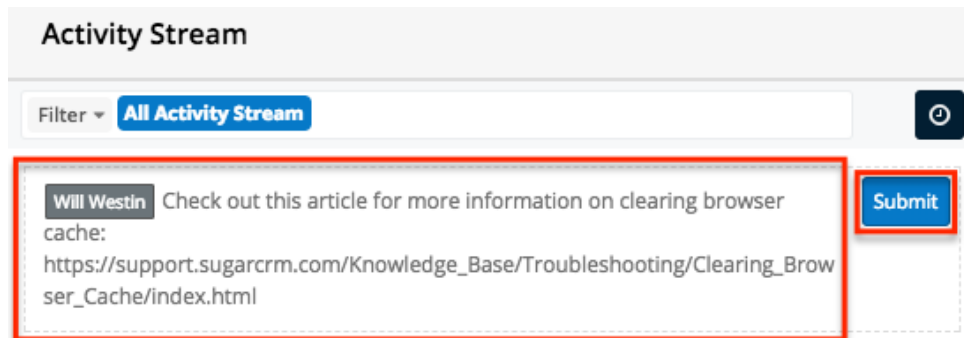 Activity Stream
Filter All Activity Stream
Will Westin Check out this article for more information on clearing browser
cache:
https://support.sugarcrm.com/Knowledge_Base/Troubleshooting/Clearing_Brow
ser_Cache/index.html
Submit